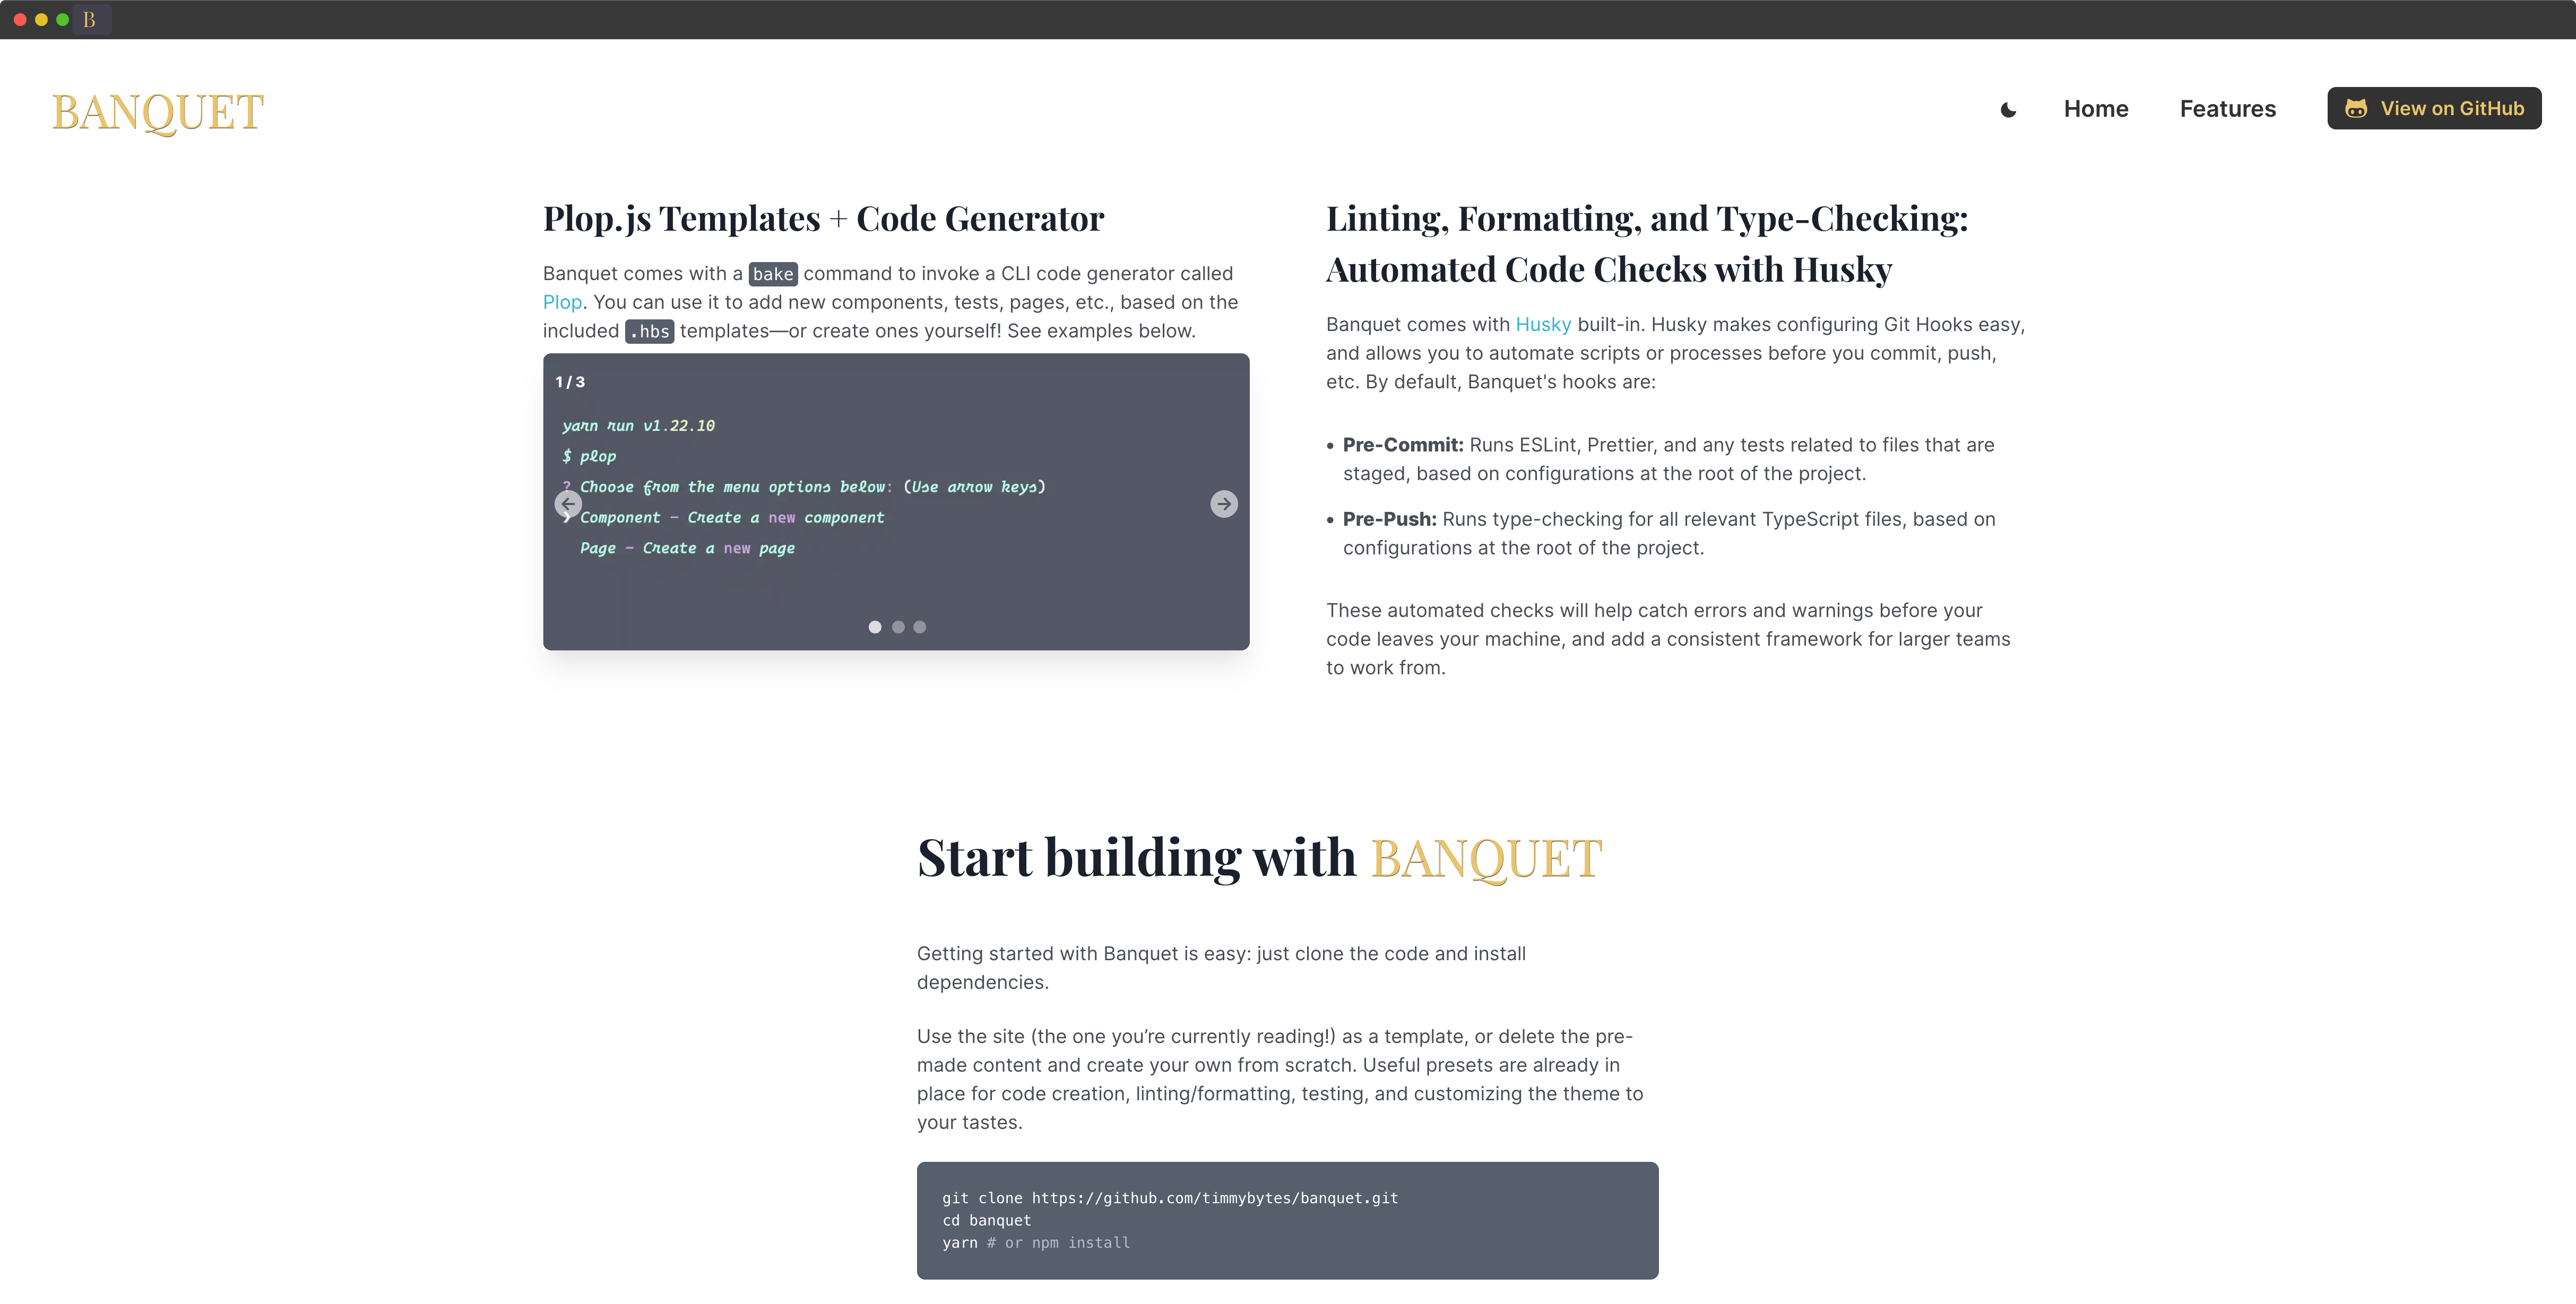 B
BANQUET
Home
Features
View on GitHub
Plop.js Templates + Code Generator
Banquet comes with a bake command to invoke a CLI code generator called
Plop. You can use it to add new components, tests, pages, etc., based on the
included .hbs templates—or create ones yourself! See examples below.
1 / 3
yarn run v1.22.10
$ plop
? Choose from the menu options below: (Use arrow keys)
❯ Component - Create a new component
Page - Create a new page
Linting, Formatting, and Type-Checking:
Automated Code Checks with Husky
Banquet comes with Husky built-in. Husky makes configuring Git Hooks easy,
and allows you to automate scripts or processes before you commit, push,
etc. By default, Banquet's hooks are:
• Pre-Commit: Runs ESLint, Prettier, and any tests related to files that are
staged, based on configurations at the root of the project.
• Pre-Push: Runs type-checking for all relevant TypeScript files, based on
configurations at the root of the project.
These automated checks will help catch errors and warnings before your
code leaves your machine, and add a consistent framework for larger teams
to work from.
Start building with BANQUET
Getting started with Banquet is easy: just clone the code and install
dependencies.
Use the site (the one you’re currently reading!) as a template, or delete the pre-
made content and create your own from scratch. Useful presets are already in
place for code creation, linting/formatting, testing, and customizing the theme to
your tastes.
git clone https://github.com/timmybytes/banquet.git
cd banquet
yarn # or npm install